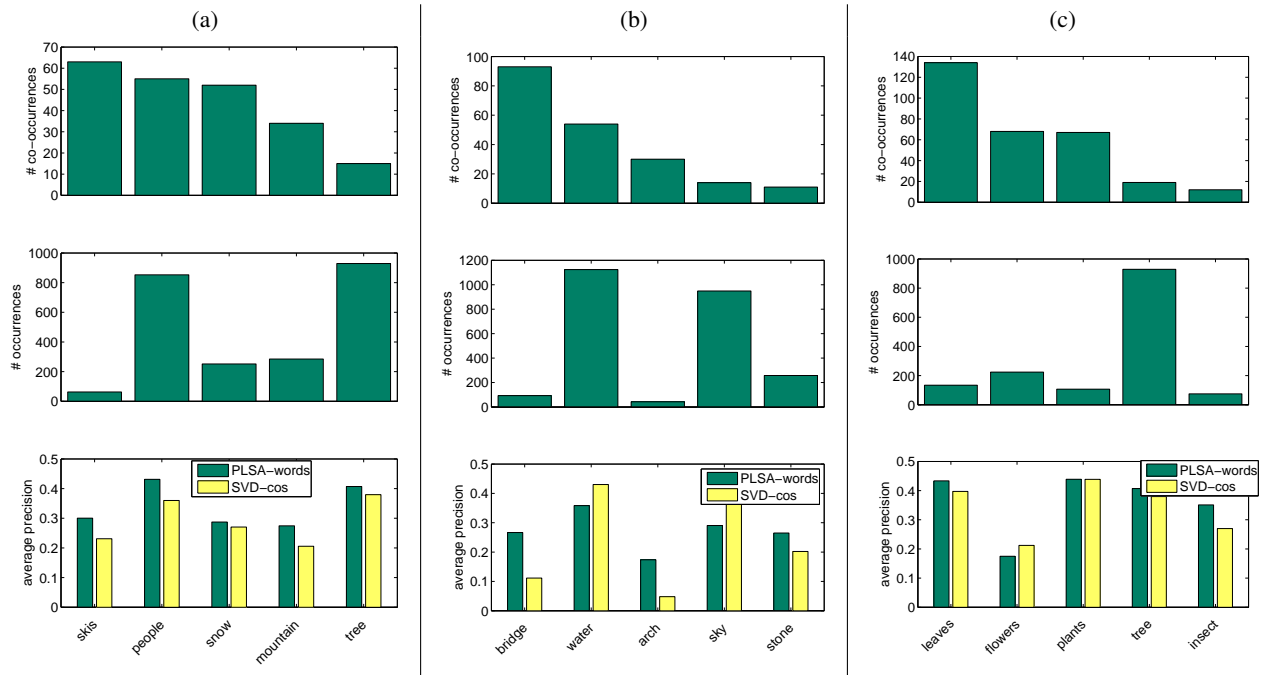 (a)
70
60
50
40
30
20
10
0
# co-occurrences
1000
800
600
400
200
0
# occurrences
0.5
0.4
0.3
0.2
0.1
0
average precision
PLSA-words
SVD-cos
skis
people
snow
mountain
tree
(b)
100
80
60
40
20
0
# co-occurrences
1200
1000
800
600
400
200
0
# occurrences
0.5
0.4
0.3
0.2
0.1
0
average precision
PLSA-words
SVD-cos
bridge
water
arch
sky
stone
(c)
140
120
100
80
60
40
20
0
# co-occurrences
1000
800
600
400
200
0
# occurrences
0.5
0.4
0.3
0.2
0.1
0
average precision
PLSA-words
SVD-cos
leaves
flowers
plants
tree
insect